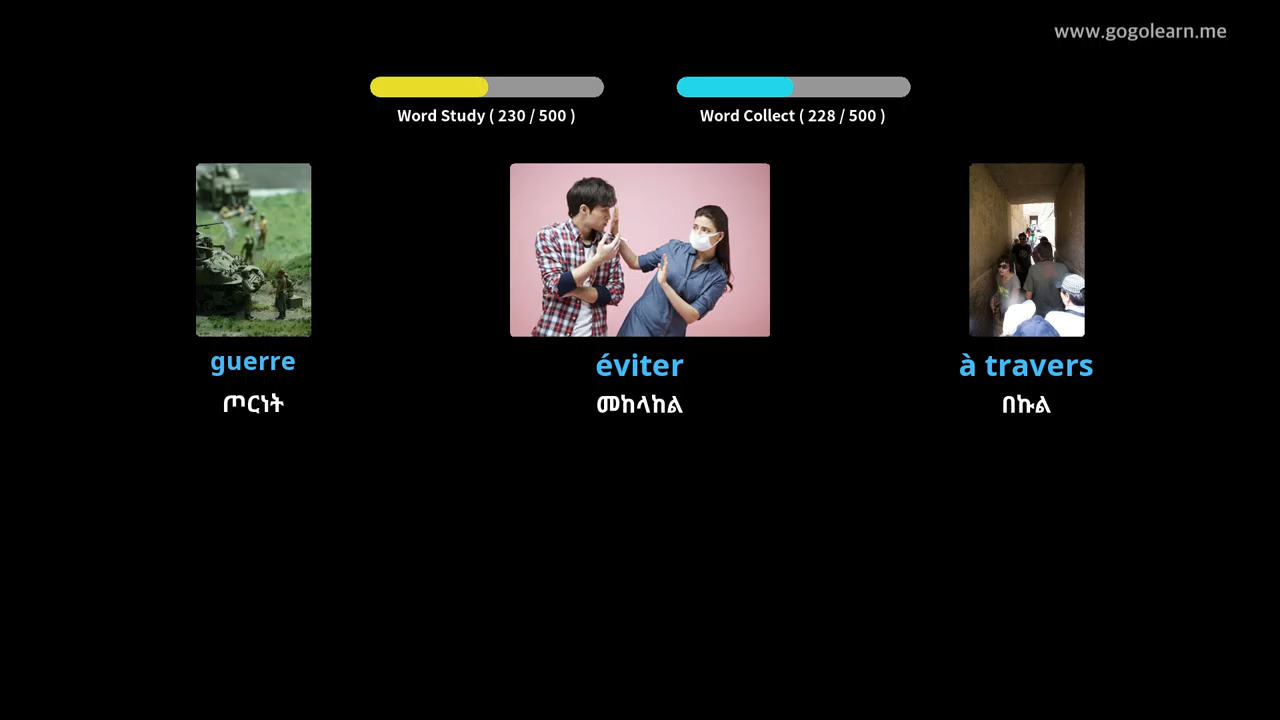 www.gogolearn.me
Word Study ( 230 / 500 )
Word Collect ( 228 / 500 )
guerre
ጦርነት
éviter
መከላከል
à travers
በኩል